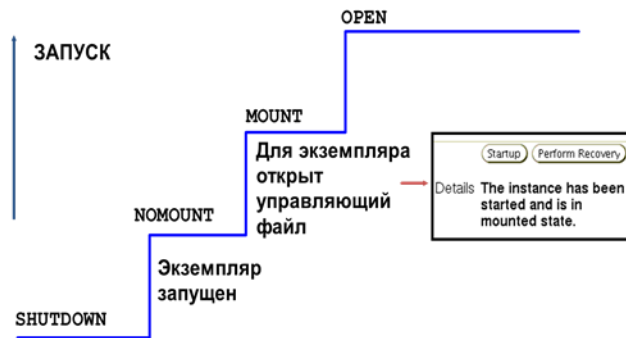 OPEN
ЗАПУСК
MOUNT
Для экземпляра
открыт
управляющий
файл
Startup Perform Recovery
Details The instance has been
started and is in
mounted state.
NOMOUNT
Экземпляр
запущен
SHUTDOWN